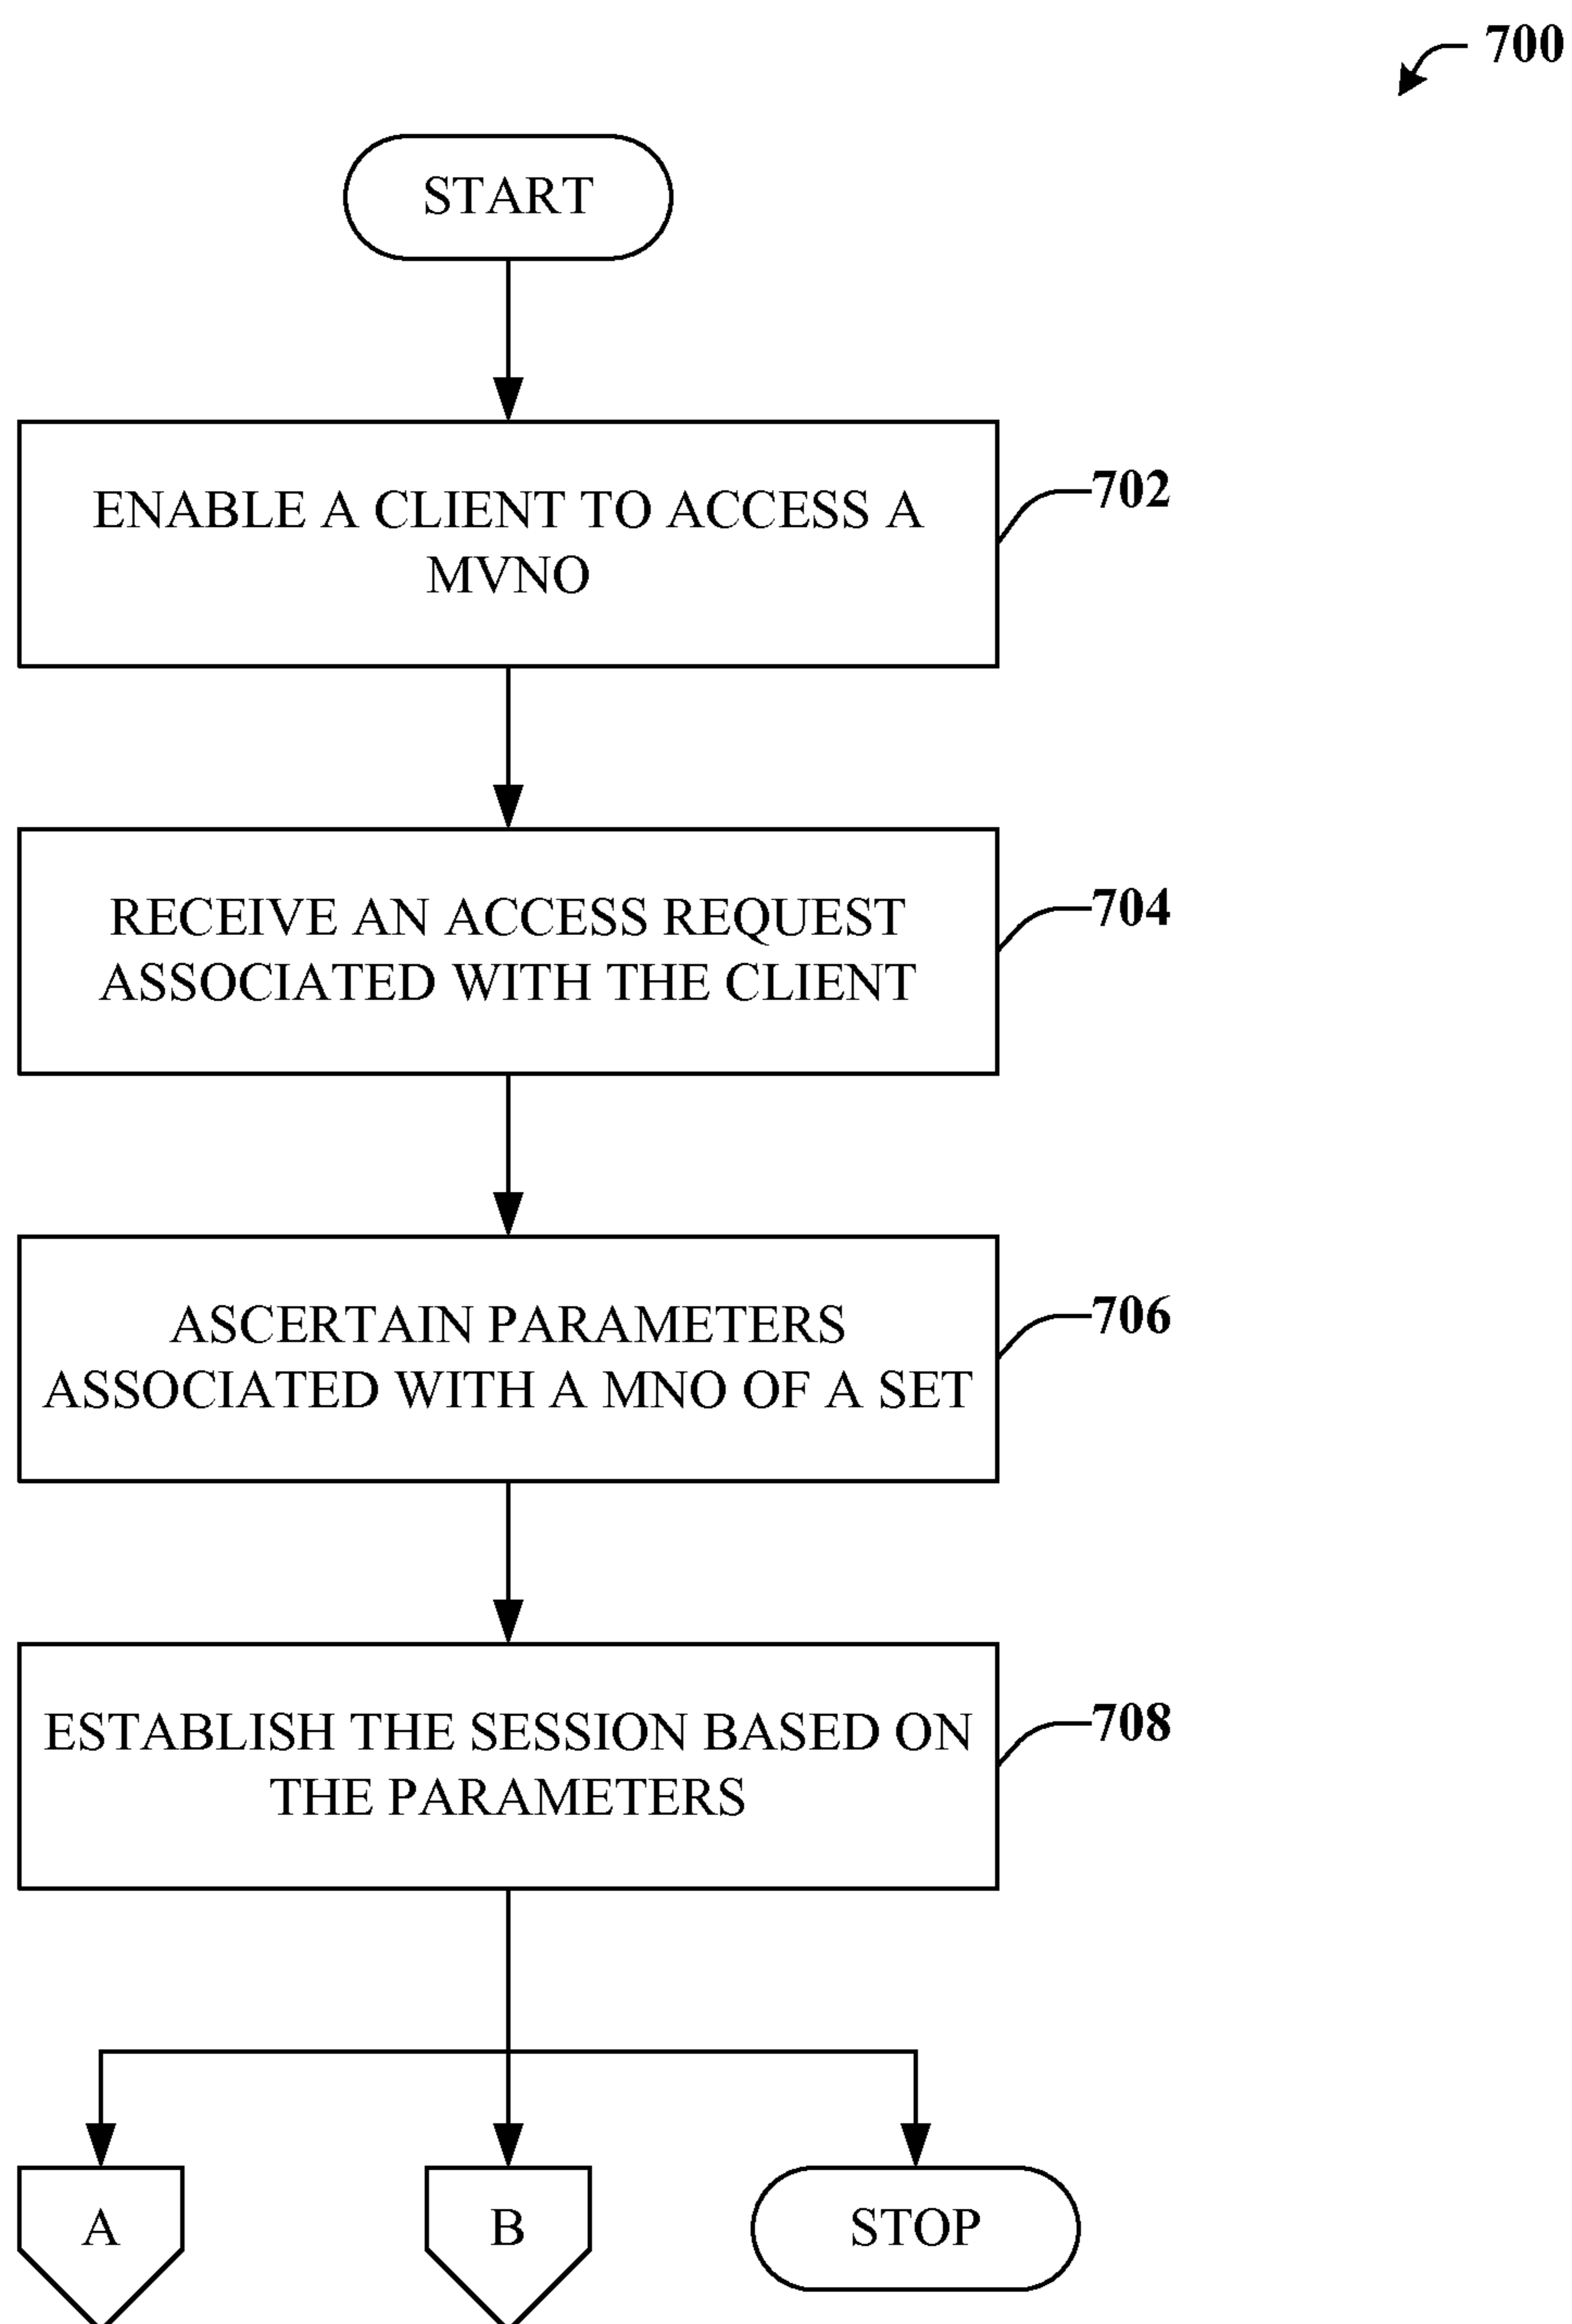 700
START
ENABLE A CLIENT TO ACCESS A
MVNO
702
RECEIVE AN ACCESS REQUEST
ASSOCIATED WITH THE CLIENT
704
ASCERTAIN PARAMETERS
ASSOCIATED WITH A MNO OF A SET
706
ESTABLISH THE SESSION BASED ON
THE PARAMETERS
708
A
B
STOP